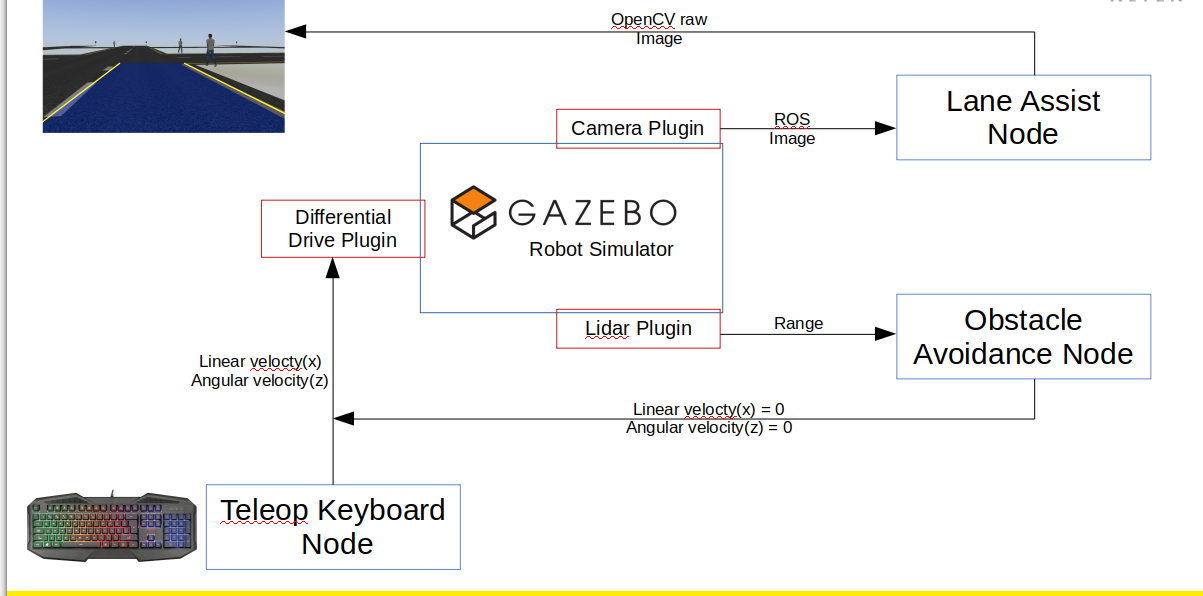 OpenCV raw
Image
Lane Assist
Node
Camera Plugin
ROS
Image
GAZEBO
Robot Simulator
Differential
Drive Plugin
Lidar Plugin
Range
Obstacle
Avoidance Node
Linear velocty(x)
Angular velocity(z)
Linear velocty(x) = 0
Angular velocity(z) = 0
Teleop Keyboard
Node